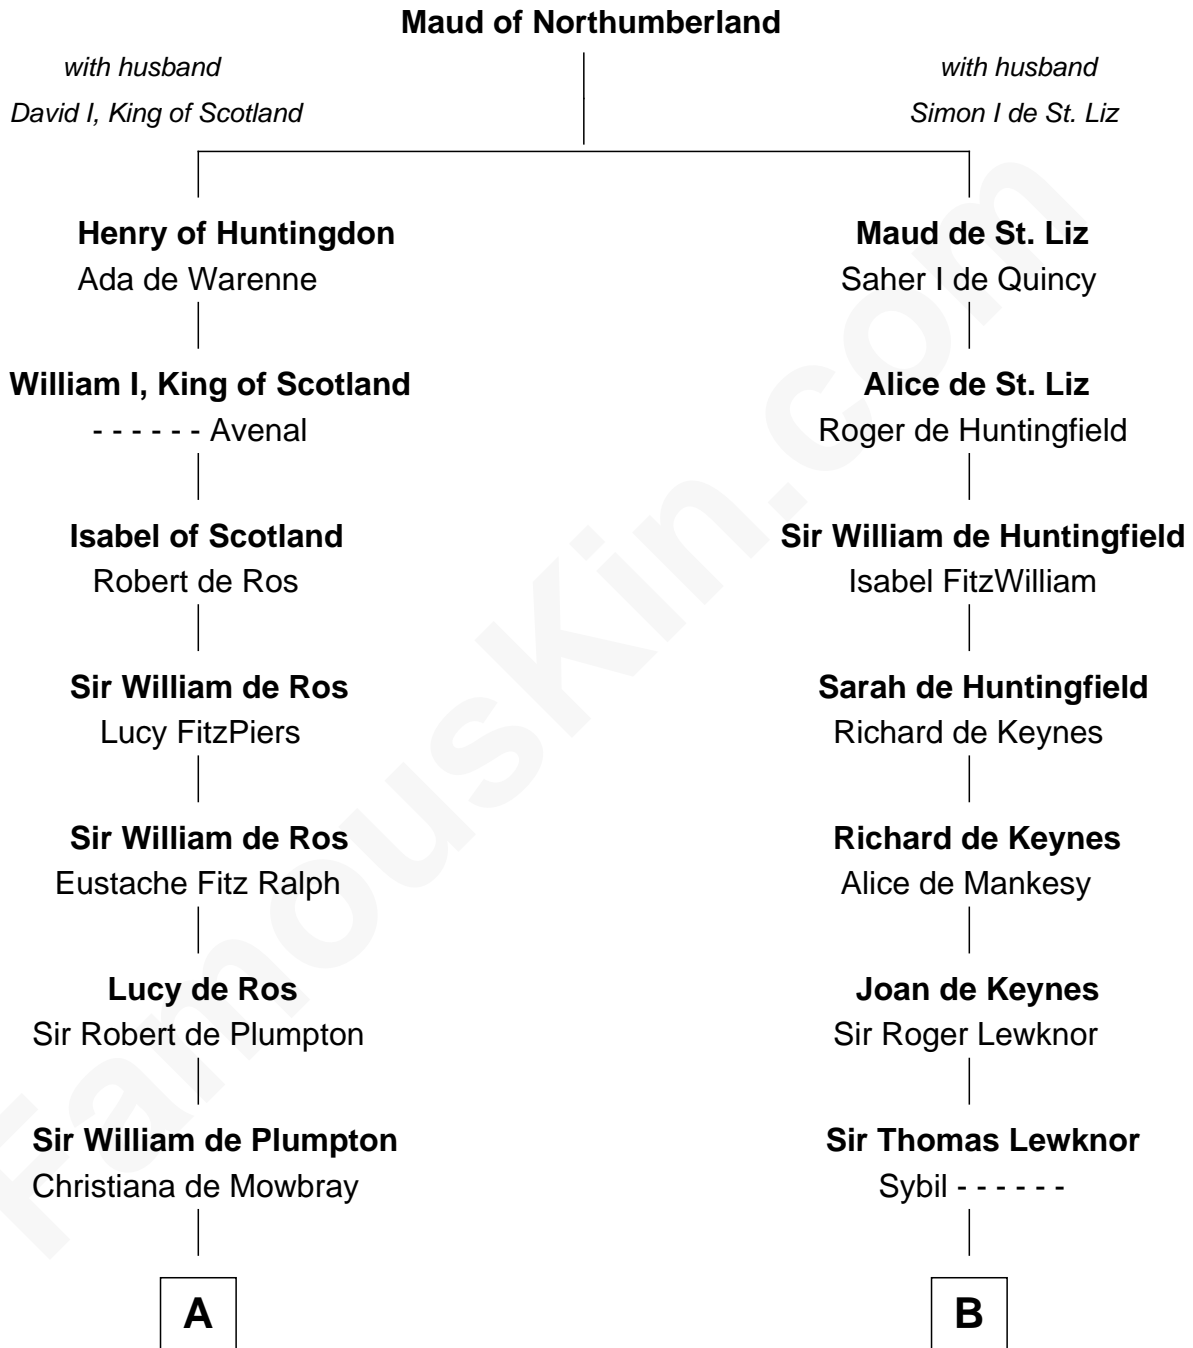 Maud of Northumberland
with husband
David I, King of Scotland
with husband
Simon I de St. Liz
Henry of Huntingdon
Ada de Warenne
William I, King of Scotland
- - - - - - Avenal
Isabel of Scotland
Robert de Ros
Sir William de Ros
Lucy FitzPiers
Sir William de Ros
Eustache Fitz Ralph
Lucy de Ros
Sir Robert de Plumpton
Sir William de Plumpton
Christiana de Mowbray
A
Maud de St. Liz
Saher I de Quincy
Alice de St. Liz
Roger de Huntingfield
Sir William de Huntingfield
Isabel FitzWilliam
Sarah de Huntingfield
Richard de Keynes
Richard de Keynes
Alice de Mankesy
Joan de Keynes
Sir Roger Lewknor
Sir Thomas Lewknor
Sybil - - - - - -
B
FamousKin.com